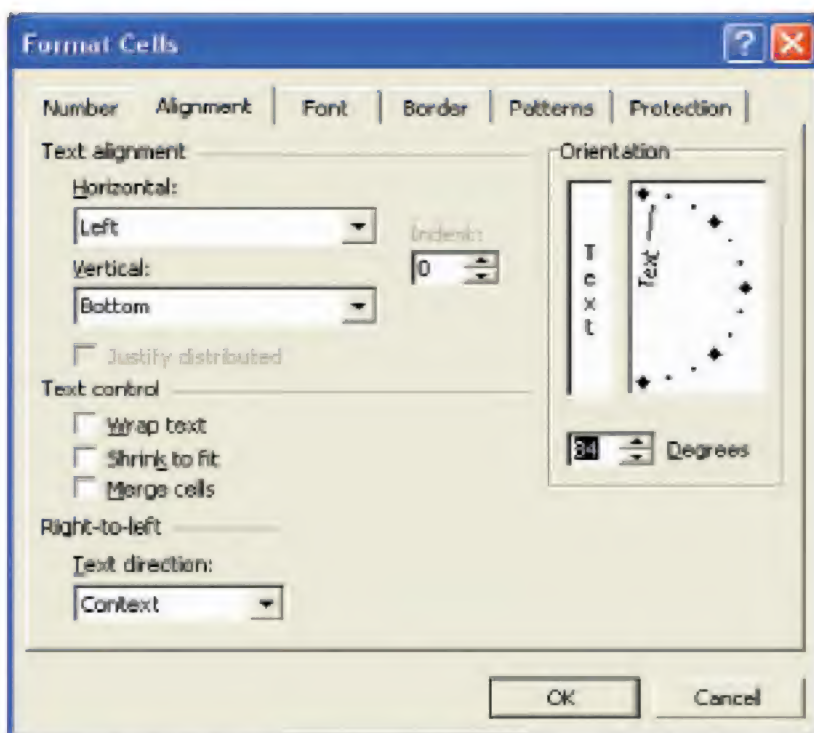 Format Cells
Number Alignment Font Border Patterns Protection
Text alignment
Horizontal:
Left
Indent:
0
Vertical:
Bottom
Justify distributed
Text control
Wrap text
Shrink to fit
Merge cells
Right-to-left
Text direction:
Context
Orientation
Text
Text
84 Degrees
OK Cancel